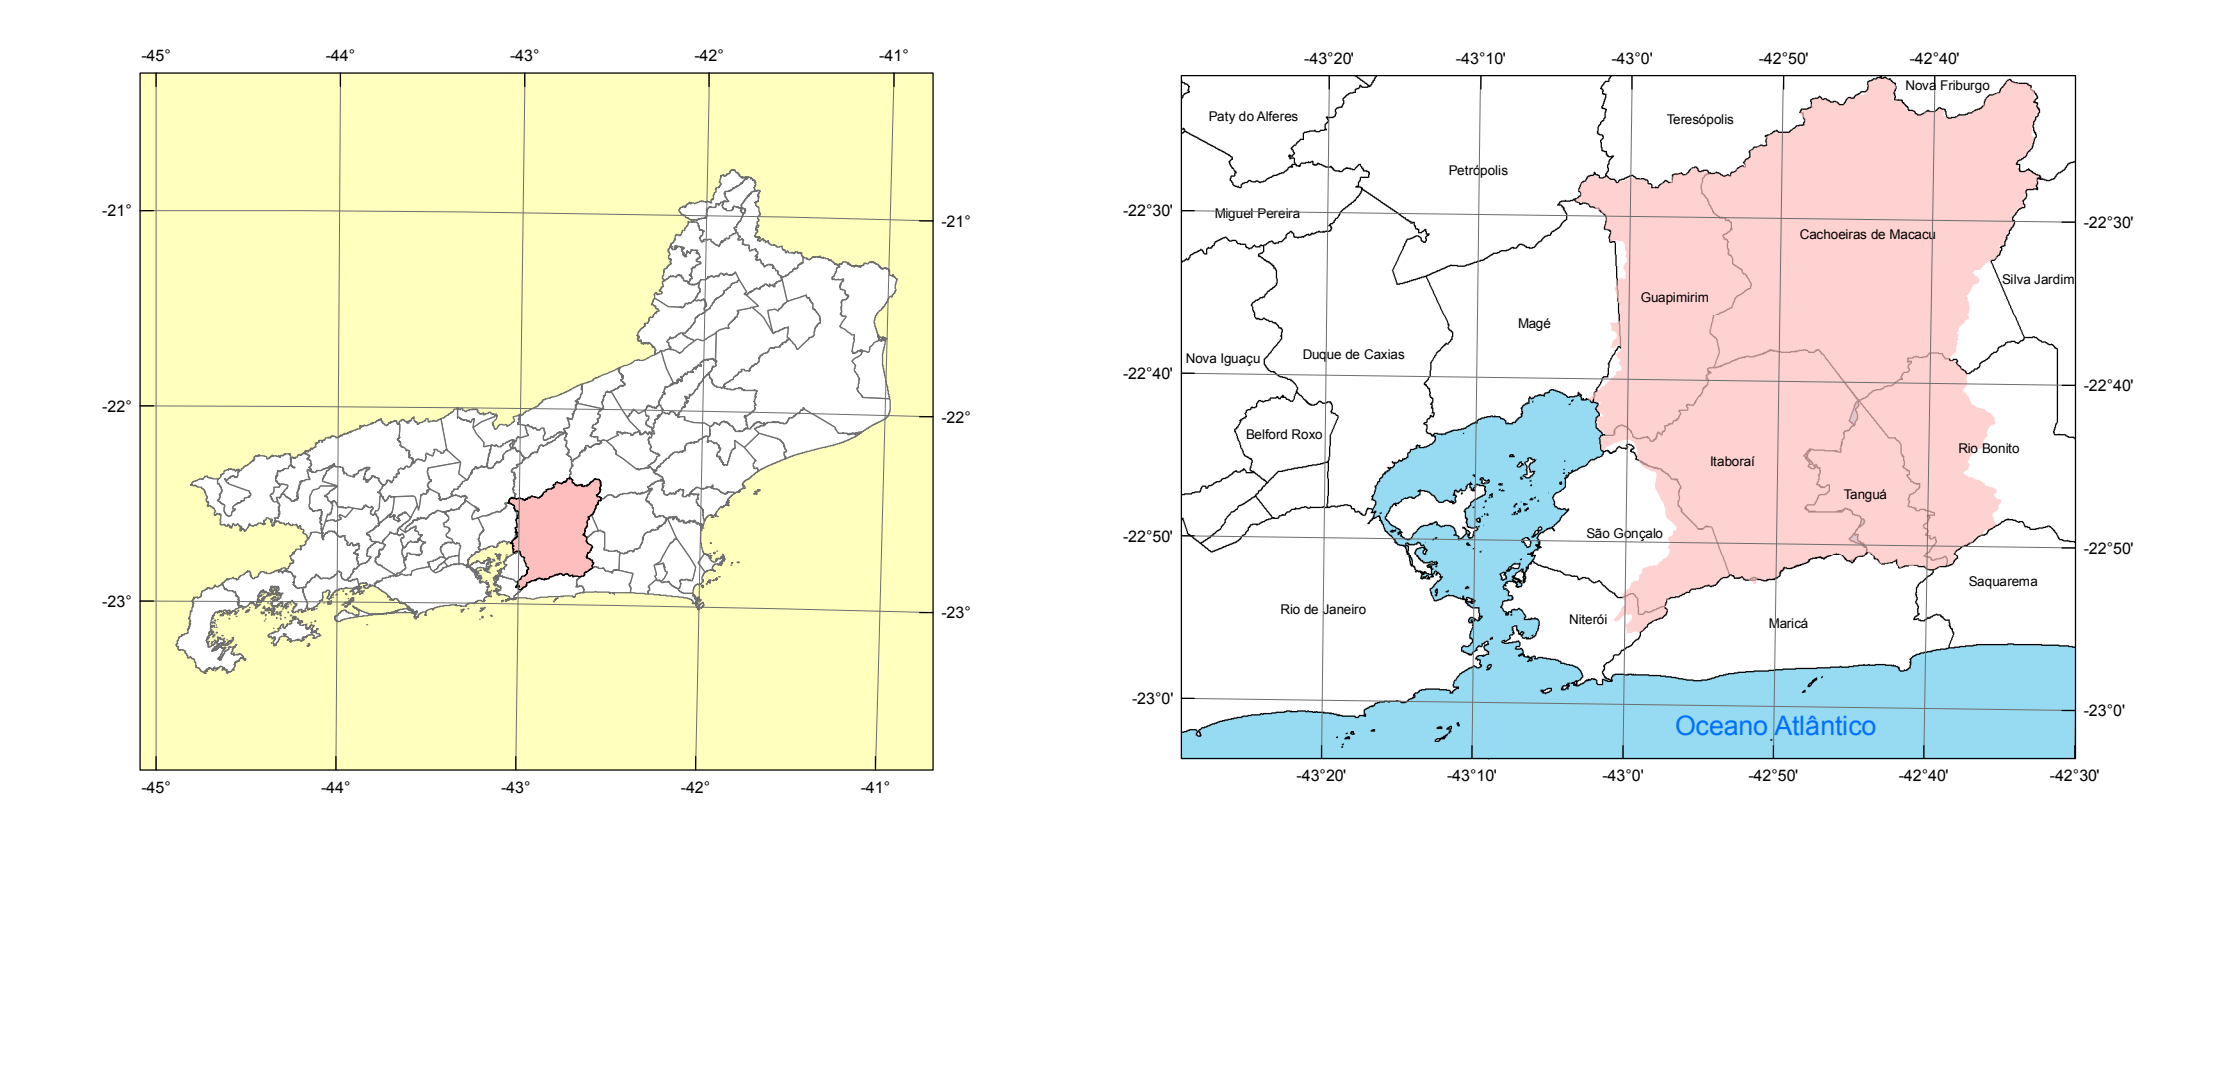 -45° -44° -43° -42° -41°
-21° -21°
-22° -22°
-23° -23°
-45° -44° -43° -42° -41°
-43°20' -43°10' -43°0' -42°50' -42°40'
Nova Friburgo
Paty do Alferes
Teresópolis
Petrópolis
-22°30' -22°30'
Miguel Pereira
Cachoeiras de Macacu
Silva Jardim
Guapimirim
Magé
Nova Iguaçu
Duque de Caxias
-22°40' -22°40'
Belford Roxo
Rio Bonito
Itaboraí
Tanguá
São Gonçalo
-22°50' -22°50'
Saquarema
Rio de Janeiro
Niterói
Maricá
-23°0' -23°0'
Oceano Atlântico
-43°20' -43°10' -43°0' -42°50' -42°40' -42°30'